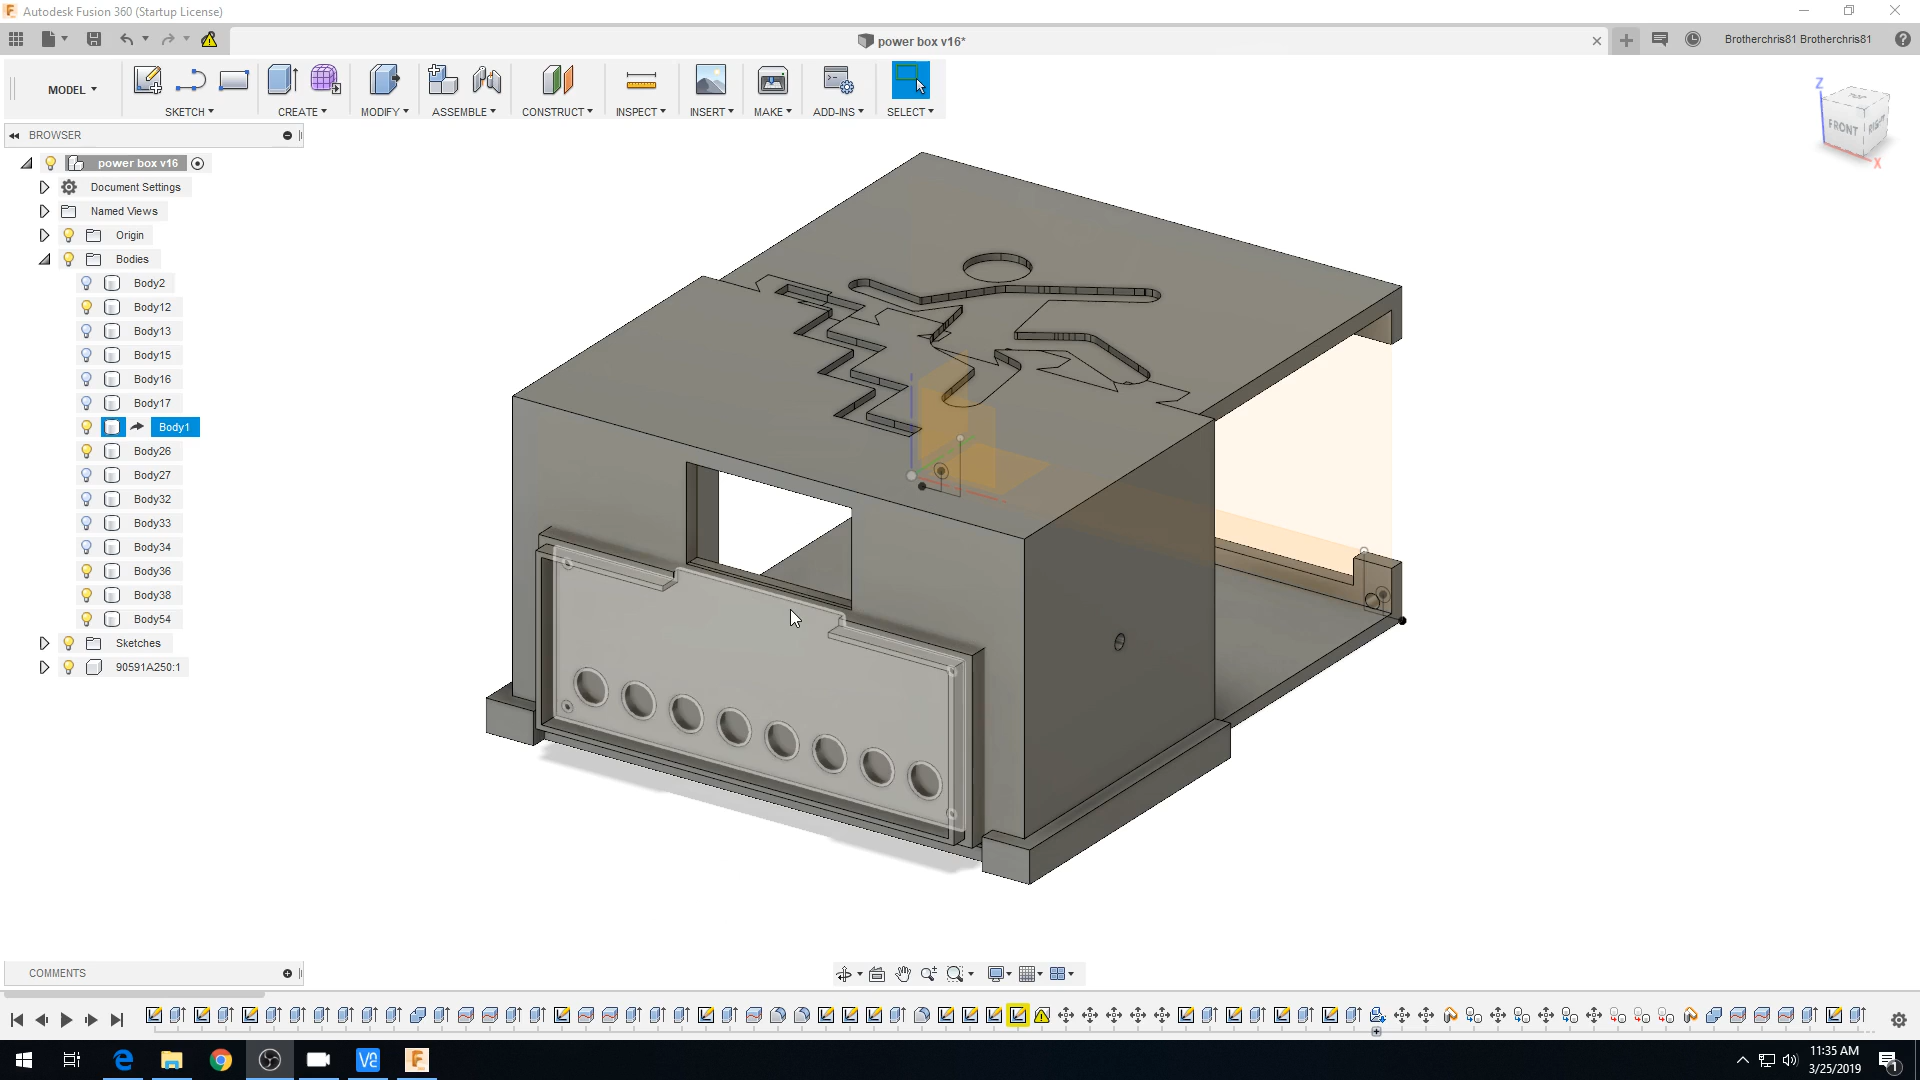 Autodesk Fusion 360 (Startup License)
power box v16*
Brotherchris81 Brotherchris81
MODEL
SKETCH
CREATE
MODIFY
ASSEMBLE
CONSTRUCT
INSPECT
INSERT
MAKE
ADD-INS
SELECT
BROWSER
power box v16
Document Settings
Named Views
Origin
Bodies
Body2
Body12
Body13
Body15
Body16
Body17
Body1
Body26
Body27
Body32
Body33
Body34
Body36
Body38
Body54
Sketches
90591A250:1
Z
TOP
FRONT
RIGHT
X
COMMENTS
11:35 AM
3/25/2019
1